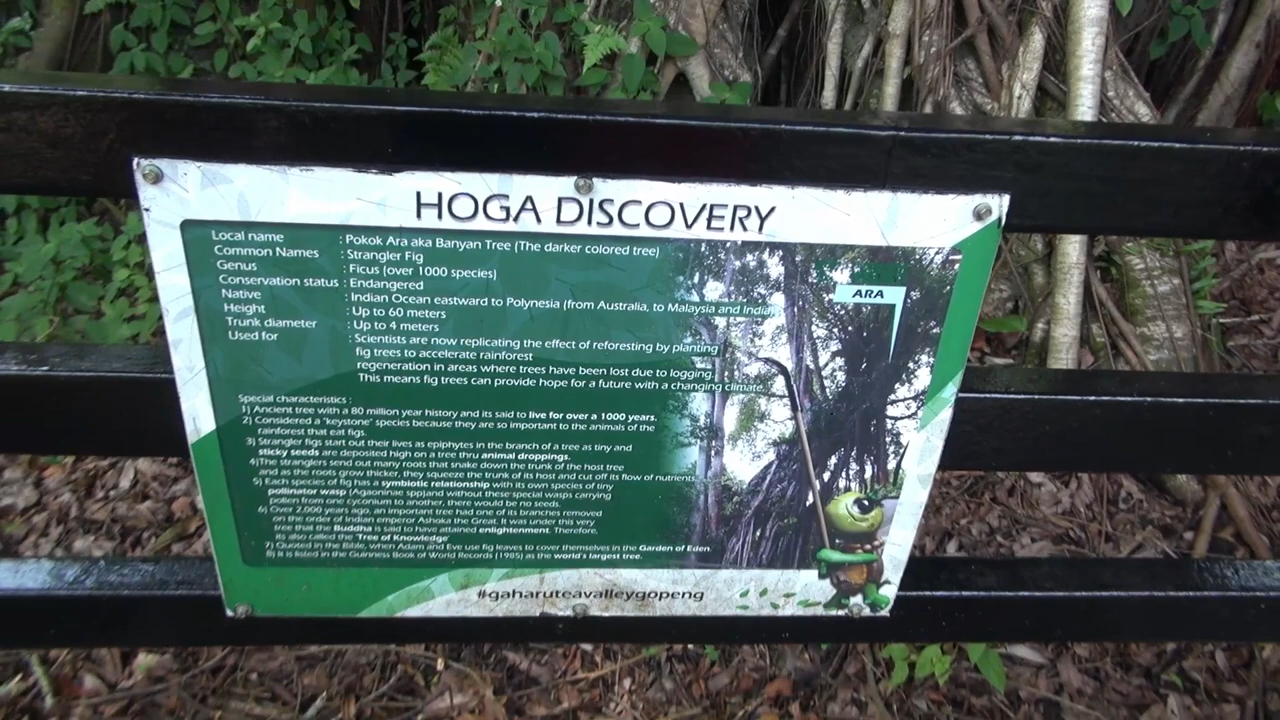 HOGA DISCOVERY
Local name : Pokok Ara aka Banyan Tree (The darker colored tree)
Common Names : Strangler Fig
Genus : Ficus (over 1000 species)
Conservation status : Endangered
Native : Indian Ocean eastward to Polynesia (from Australia, to Malaysia and India)
Height : Up to 60 meters
Trunk diameter : Up to 4 meters
Used for : Scientists are now replicating the effect of reforesting by planting
fig trees to accelerate rainforest
regeneration in areas where trees have been lost due to logging.
This means fig trees can provide hope for a future with a changing climate.
ARA
Special characteristics :
1) Ancient tree with a 80 million year history and its said to live for over a 1000 years.
2) Considered a "keystone" species because they are so important to the animals of the
rainforest that eat figs.
3) Strangler figs start out their lives as epiphytes in the branch of a tree as tiny and
sticky seeds are deposited high on a tree thru animal droppings.
4)The stranglers send out many roots that snake down the trunk of the host tree
and as the roots grow thicker, they squeeze the trunk of its host and cut off its flow of nutrients.
5) Each species of fig has a symbiotic relationship with its own species of tiny
pollinator wasp (Agaoninae spp)and without these special wasps carrying
pollen from one cyconium to another, there would be no seeds.
6) Over 2,000 years ago, an important tree had one of its branches removed
on the order of Indian emperor Ashoka the Great. It was under this very
tree that the Buddha is said to have attained enlightenment. Therefore,
its also called the 'Tree of Knowledge'
7) Quoted in the Bible, when Adam and Eve use fig leaves to cover themselves in the Garden of Eden.
8) It is listed in the Guinness Book of World Records (1985) as the world's largest tree.
#gaharuteavalleygopeng